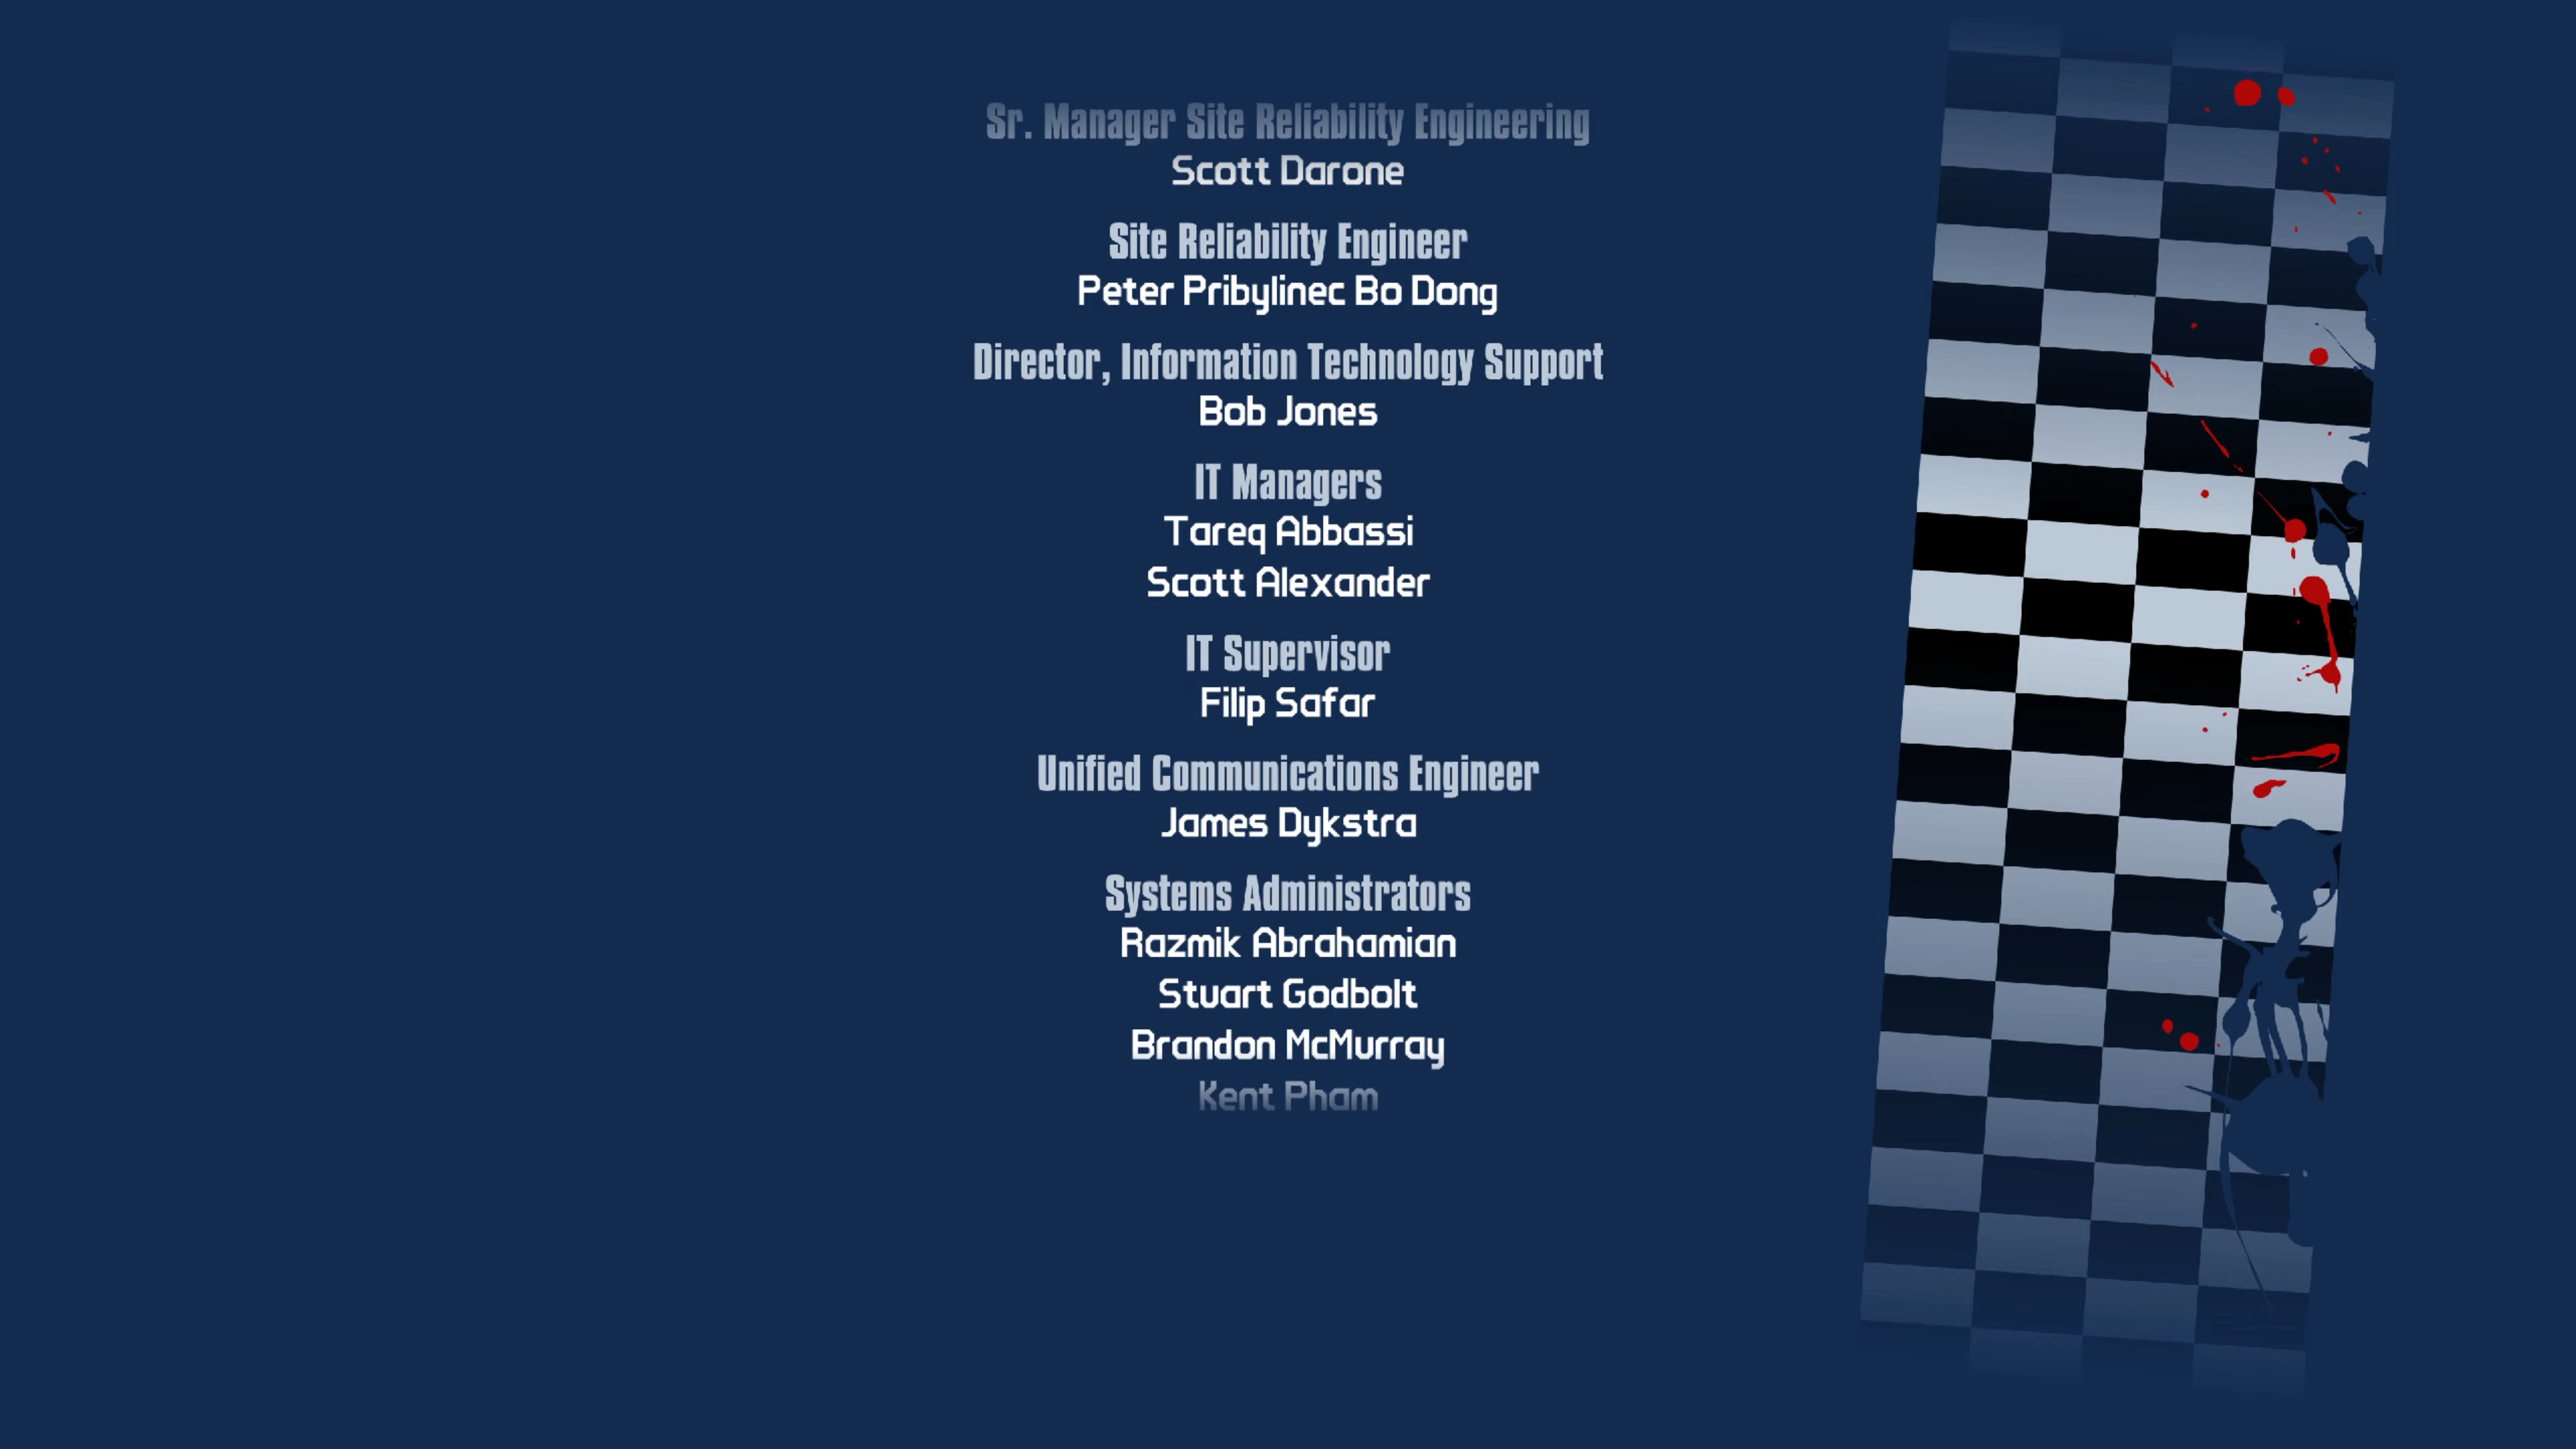 Sr. Manager Site Reliability Engineering
Scott Darone
Site Reliability Engineer
Peter Pribylinec Bo Dong
Director, Information Technology Support
Bob Jones
IT Managers
Tareq Abbassi
Scott Alexander
IT Supervisor
Filip Safar
Unified Communications Engineer
James Dykstra
Systems Administrators
Razmik Abrahamian
Stuart Godbolt
Brandon McMurray
Kent Pham